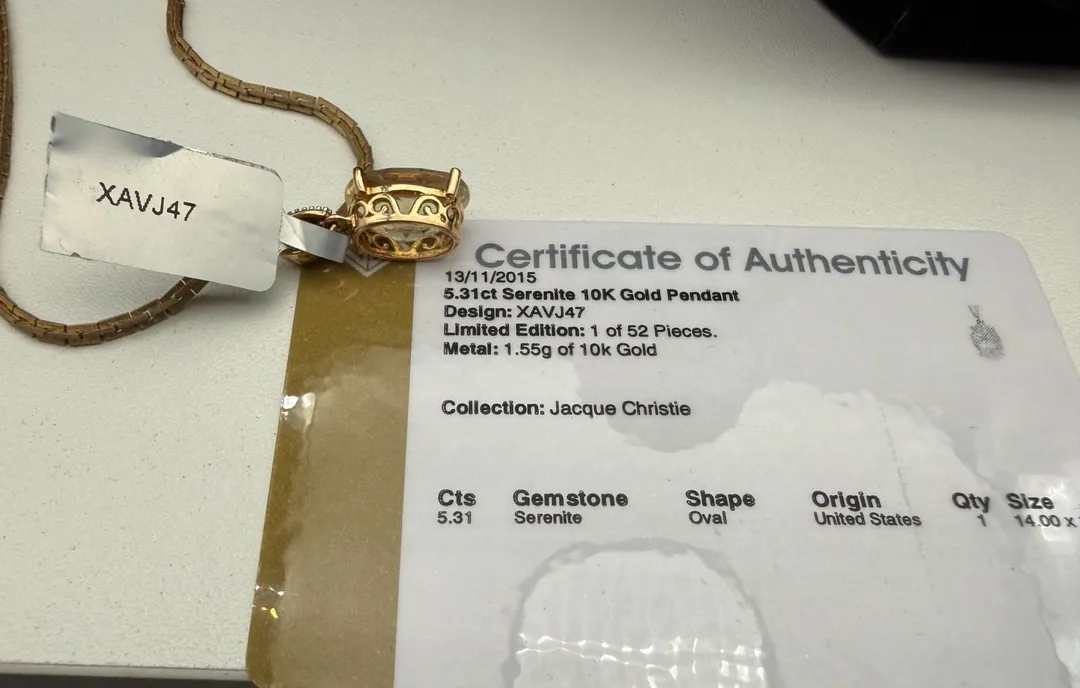 XAVJ47
Certificate of Authenticity
13/11/2015
5.31ct Serenite 10K Gold Pendant
Design: XAVJ47
Limited Edition: 1 of 52 Pieces.
Metal: 1.55g of 10k Gold
Collection: Jacque Christie
Cts Gemstone Shape Origin Qty Size
5.31 Serenite Oval United States 1 14.00 x